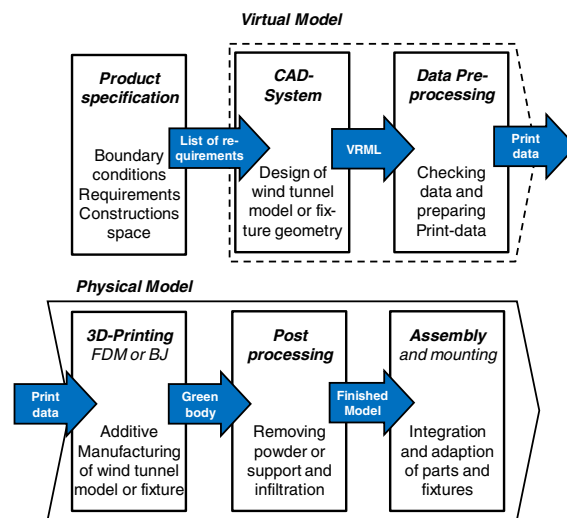 Virtual Model
Product
specification
Boundary
conditions
Requirements
Constructions
space
List of re-
quirements
CAD-
System
Design of
wind tunnel
model or fix-
ture geometry
VRML
Data Pre-
processing
Checking
data and
preparing
Print-data
Print
data
Physical Model
Print
data
3D-Printing
FDM or BJ
Additive
Manufacturing
of wind tunnel
model or fixture
Green
body
Post
processing
Removing
powder or
support and
infiltration
Finished
Model
Assembly
and mounting
Integration
and adaption
of parts and
fixtures